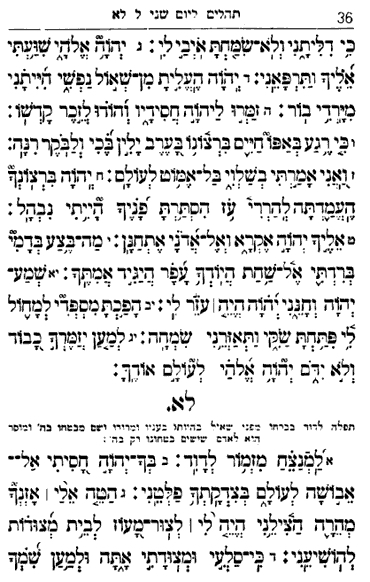 36 תהלים ליום שני ל לא
כִּי דִלִּיתָנִי וְלֹא־שִׂמַּחְתָּ אֹיְבַי לִי׃ ג יְהוָה אֱלֹהָי שִׁוַּעְתִּי
אֵלֶיךָ וַתִּרְפָּאֵנִי׃ ד יְהוָה הֶעֱלִיתָ מִן־שְׁאוֹל נַפְשִׁי חִיִּיתַנִי
מִיָּרְדִי בוֹר׃ ה זַמְּרוּ לַיהוָה חֲסִידָיו וְהוֹדוּ לְזֵכֶר קָדְשׁוֹ׃
ו כִּי רֶגַע בְּאַפּוֹ חַיִּים בִּרְצוֹנוֹ בָּעֶרֶב יָלִין בֶּכִי וְלַבֹּקֶר רִנָּה׃
ז וַאֲנִי אָמַרְתִּי בְשַׁלְוִי בַּל־אֶמּוֹט לְעוֹלָם׃ ח יְהוָה בִּרְצוֹנְךָ
הֶעֱמַדְתָּה לְהַרְרִי עֹז הִסְתַּרְתָּ פָנֶיךָ הָיִיתִי נִבְהָל׃
ט אֵלֶיךָ יְהוָה אֶקְרָא וְאֶל־אֲדֹנָי אֶתְחַנָּן׃ י מַה־בֶּצַע בְּדָמִי
בְּרִדְתִּי אֶל־שָׁחַת הֲיוֹדְךָ עָפָר הֲיַגִּיד אֲמִתֶּךָ׃ יא שְׁמַע־
יְהוָה וְחָנֵּנִי יְהוָה הֱיֵה׀ עֹזֵר לִי׃ יב הָפַכְתָּ מִסְפְּדִי לְמָחוֹל
לִי פִּתַּחְתָּ שַׂקִּי וַתְּאַזְּרֵנִי שִׂמְחָה׃ יג לְמַעַן יְזַמֶּרְךָ כָבוֹד
וְלֹא יִדֹּם יְהוָה אֱלֹהַי לְעוֹלָם אוֹדֶךָּ׃
לא.
תפלה לדוד בברחו מפני שאול בהיותו בעניו ומרודיו ושם מבטחו בה' ומוסר
הוא לאדם שישים בטחונו רק בה'׃
א לַמְנַצֵּחַ מִזְמוֹר לְדָוִד׃ ב בְּךָ־יְהוָה חָסִיתִי אַל־
אֵבוֹשָׁה לְעוֹלָם בְּצִדְקָתְךָ פַלְּטֵנִי׃ ג הַטֵּה אֵלַי׀ אָזְנְךָ
מְהֵרָה הַצִּילֵנִי הֱיֵה לִי׀ לְצוּר־מָעוֹז לְבֵית מְצוּדוֹת
לְהוֹשִׁיעֵנִי׃ ד כִּי־סַלְעִי וּמְצוּדָתִי אָתָּה וּלְמַעַן שִׁמְךָ